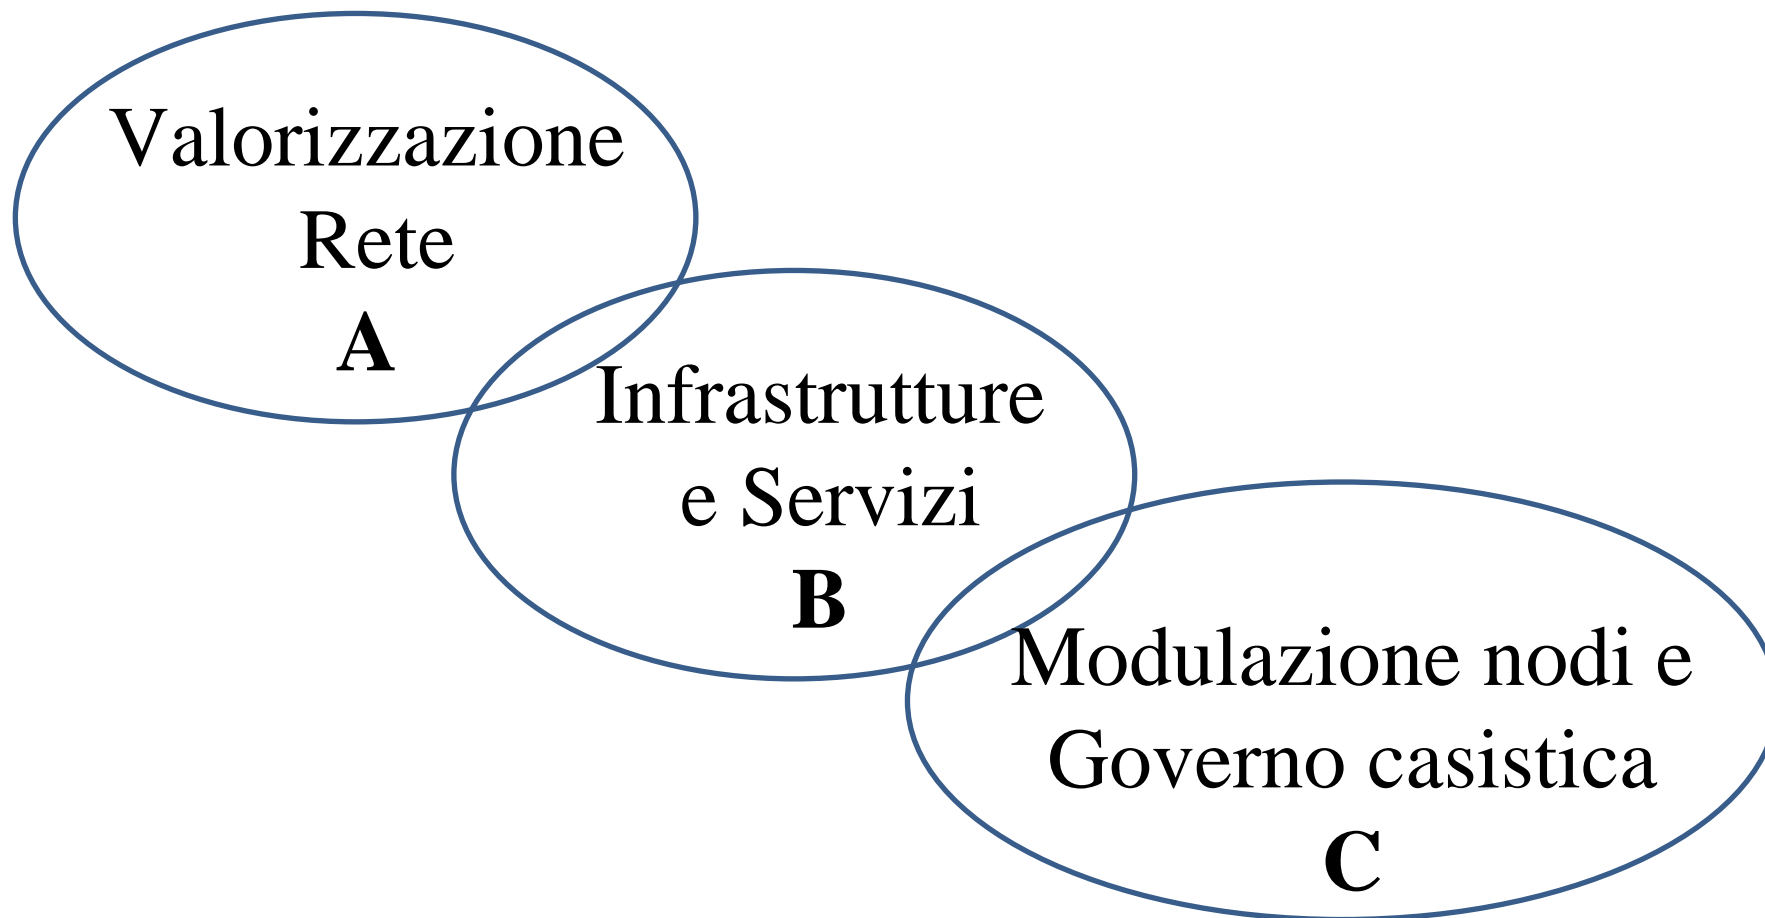 Valorizzazione
Rete
A
Infrastrutture
e Servizi
B
Modulazione nodi e
Governo casistica
C